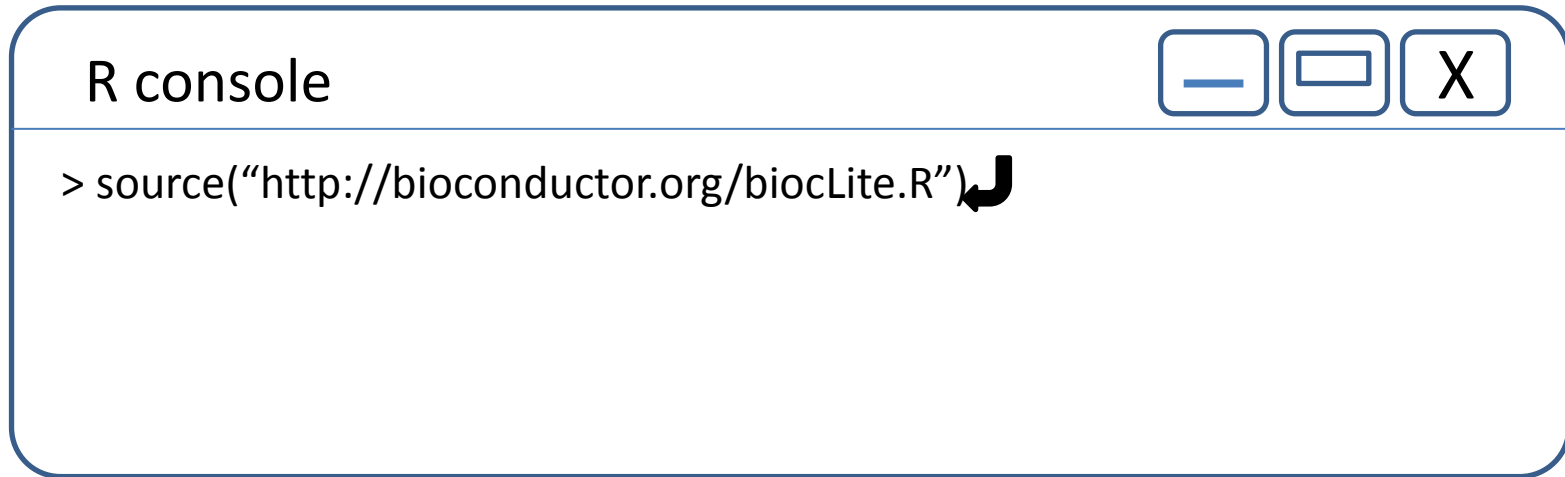 R console
X
> source(“http://bioconductor.org/biocLite.R”)